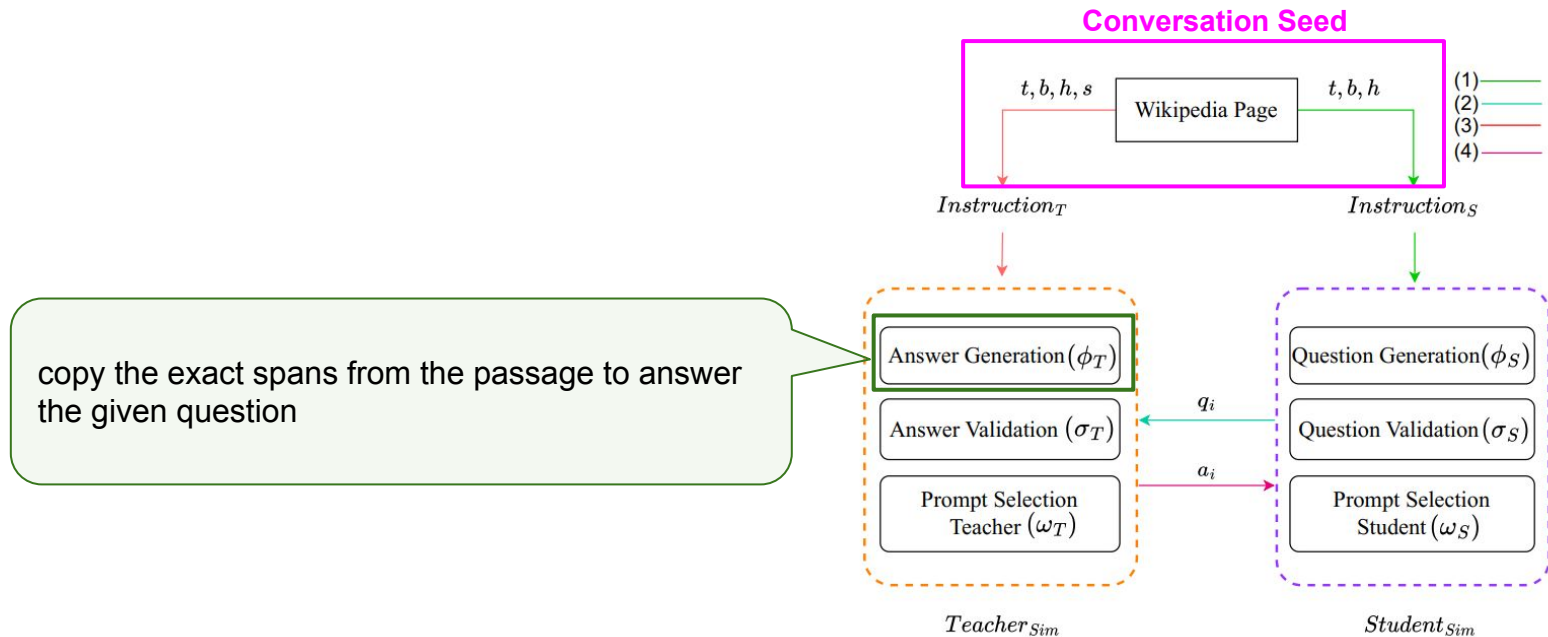 Conversation Seed
t, b, h, s
Wikipedia Page
t, b, h
(1)
(2)
(3)
(4)
Instruction_T
Instruction_S
copy the exact spans from the passage to answer
the given question
Answer Generation (ϕ_T)
Answer Validation (σ_T)
Prompt Selection
Teacher (ω_T)
q_i
a_i
Question Generation (ϕ_S)
Question Validation (σ_S)
Prompt Selection
Student (ω_S)
Teacher_Sim
Student_Sim